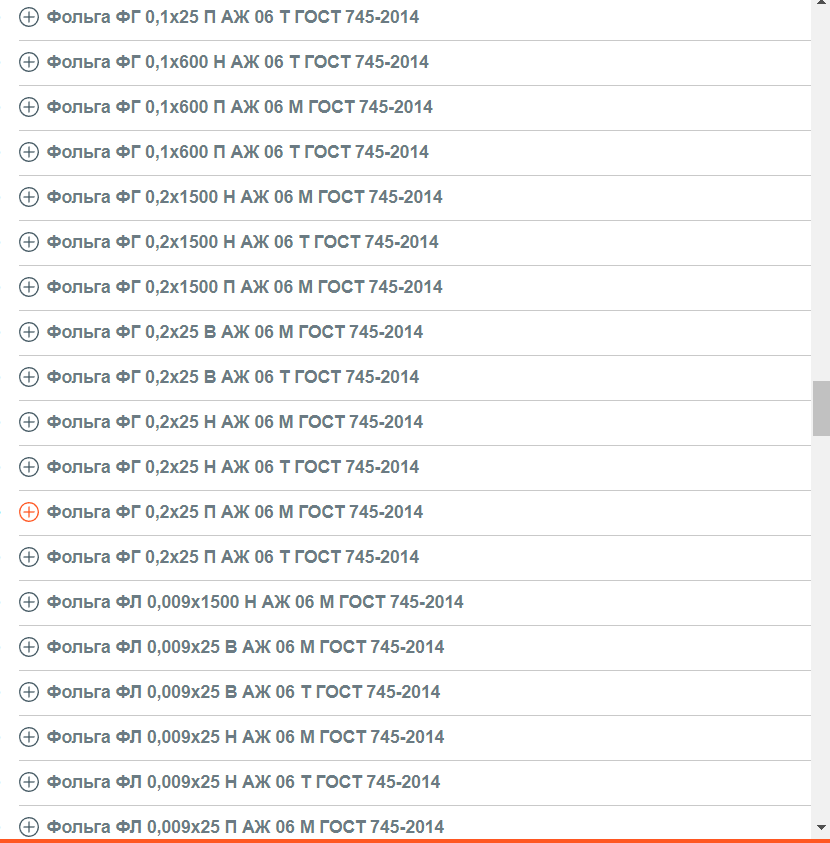 Фольга ФГ 0,1х25 П АЖ 06 Т ГОСТ 745-2014
Фольга ФГ 0,1х600 Н АЖ 06 Т ГОСТ 745-2014
Фольга ФГ 0,1х600 П АЖ 06 М ГОСТ 745-2014
Фольга ФГ 0,1х600 П АЖ 06 Т ГОСТ 745-2014
Фольга ФГ 0,2х1500 Н АЖ 06 М ГОСТ 745-2014
Фольга ФГ 0,2х1500 Н АЖ 06 Т ГОСТ 745-2014
Фольга ФГ 0,2х1500 П АЖ 06 М ГОСТ 745-2014
Фольга ФГ 0,2х25 В АЖ 06 М ГОСТ 745-2014
Фольга ФГ 0,2х25 В АЖ 06 Т ГОСТ 745-2014
Фольга ФГ 0,2х25 Н АЖ 06 М ГОСТ 745-2014
Фольга ФГ 0,2х25 Н АЖ 06 Т ГОСТ 745-2014
Фольга ФГ 0,2х25 П АЖ 06 М ГОСТ 745-2014
Фольга ФГ 0,2х25 П АЖ 06 Т ГОСТ 745-2014
Фольга ФЛ 0,009х1500 Н АЖ 06 М ГОСТ 745-2014
Фольга ФЛ 0,009х25 В АЖ 06 М ГОСТ 745-2014
Фольга ФЛ 0,009х25 В АЖ 06 Т ГОСТ 745-2014
Фольга ФЛ 0,009х25 Н АЖ 06 М ГОСТ 745-2014
Фольга ФЛ 0,009х25 Н АЖ 06 Т ГОСТ 745-2014
Фольга ФЛ 0,009х25 П АЖ 06 М ГОСТ 745-2014